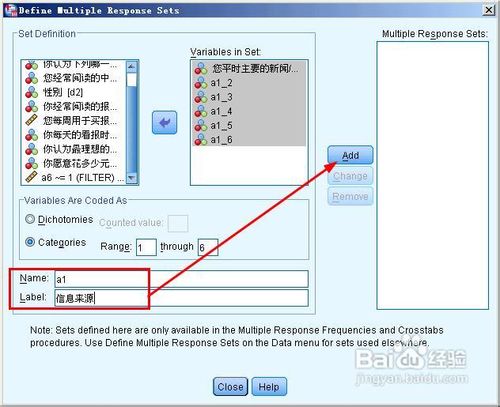 Define Multiple Response Sets
Set Definition
Multiple Response Sets:
Variables in Set:
你认为下列哪一...
您经常阅读的中...
性别 [d2]
你经常阅读的报...
您每周用于买报...
你每天的看报时...
你认为最理想的...
你愿意花多少元...
a6 ~= 1 (FILTER) ...
您平时主要的新闻/...
a1_2
a1_3
a1_4
a1_5
a1_6
Add
Change
Remove
Variables Are Coded As
Dichotomies Counted value:
Categories Range: 1 through 6
Name: a1
Label: 信息来源
Note: Sets defined here are only available in the Multiple Response Frequencies and Crosstabs
procedures. Use Define Multiple Response Sets on the Data menu for sets used elsewhere.
Close Help
Baidu 经验
jingyan.baidu.com